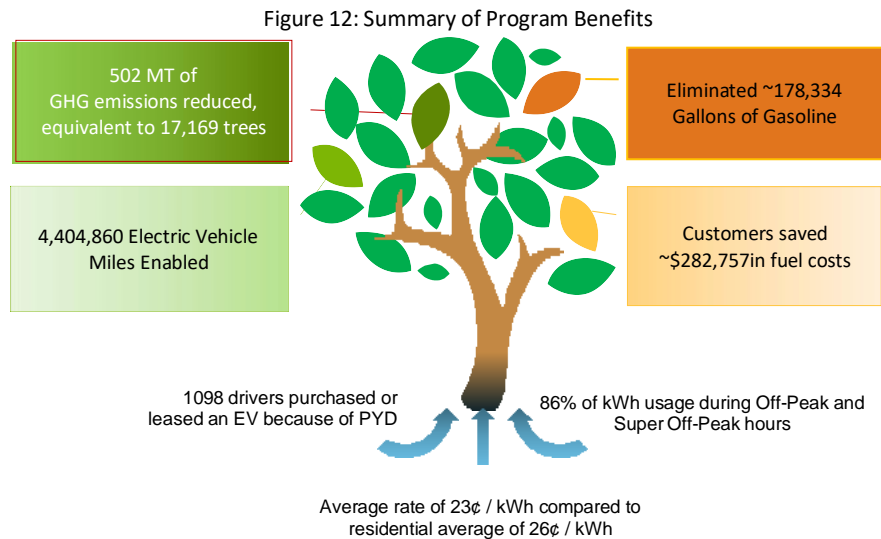 Figure 12: Summary of Program Benefits
502 MT of
GHG emissions reduced,
equivalent to 17,169 trees
Eliminated ~178,334
Gallons of Gasoline
4,404,860 Electric Vehicle
Miles Enabled
Customers saved
~$282,757in fuel costs
1098 drivers purchased or
leased an EV because of PYD
86% of kWh usage during Off-Peak and
Super Off-Peak hours
Average rate of 23¢ / kWh compared to
residential average of 26¢ / kWh